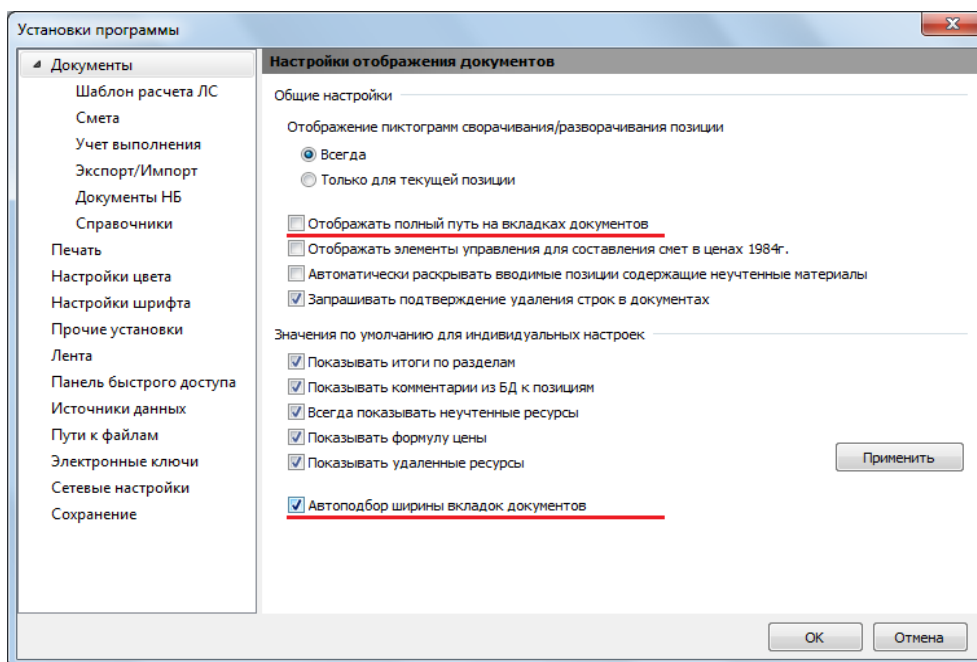 Установки программы
Документы
Шаблон расчета ЛС
Смета
Учет выполнения
Экспорт/Импорт
Документы НБ
Справочники
Печать
Настройки цвета
Настройки шрифта
Прочие установки
Лента
Панель быстрого доступа
Источники данных
Пути к файлам
Электронные ключи
Сетевые настройки
Сохранение
Настройки отображения документов
Общие настройки
Отображение пиктограмм сворачивания/разворачивания позиции
Всегда
Только для текущей позиции
Отображать полный путь на вкладках документов
Отображать элементы управления для составления смет в ценах 1984г.
Автоматически раскрывать вводимые позиции содержащие неучтенные материалы
Запрашивать подтверждение удаления строк в документах
Значения по умолчанию для индивидуальных настроек
Показывать итоги по разделам
Показывать комментарии из БД к позициям
Всегда показывать неучтенные ресурсы
Показывать формулу цены
Показывать удаленные ресурсы
Применить
Автоподбор ширины вкладок документов
ОК
Отмена